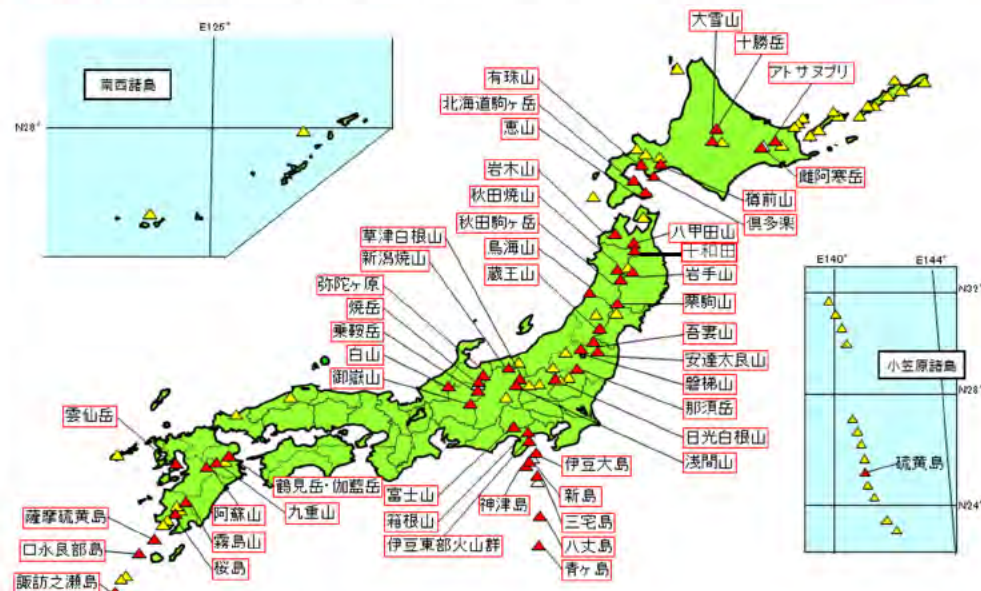 E126°
南西諸島
N28°
大雪山
十勝岳
アトサヌプリ
有珠山
北海道駒ヶ岳
恵山
雌阿寒岳
樽前山
倶多楽
岩木山
秋田焼山
秋田駒ヶ岳
鳥海山
蔵王山
八甲田山
十和田
岩手山
栗駒山
吾妻山
安達太良山
磐梯山
那須岳
日光白根山
浅間山
草津白根山
新潟焼山
弥陀ヶ原
焼岳
乗鞍岳
白山
御嶽山
雲仙岳
鶴見岳・伽藍岳
九重山
阿蘇山
霧島山
桜島
薩摩硫黄島
口永良部島
諏訪之瀬島
富士山
箱根山
伊豆東部火山群
伊豆大島
新島
神津島
三宅島
八丈島
青ヶ島
E140°
E144°
N32°
小笠原諸島
N28°
硫黄島
N24°